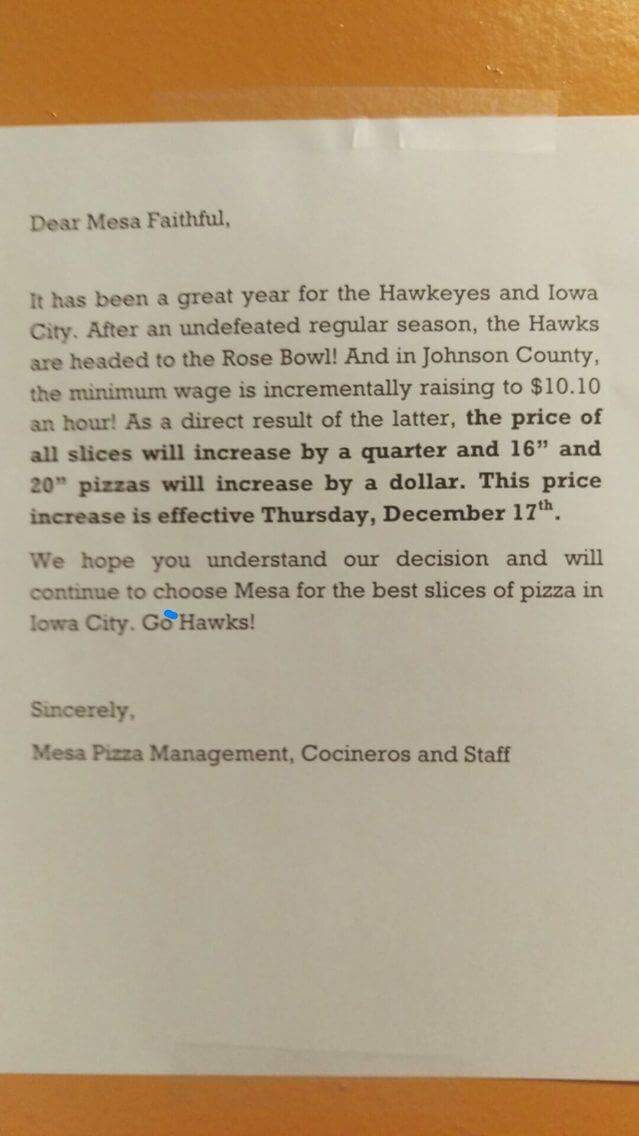 Dear Mesa Faithful,
It has been a great year for the Hawkeyes and Iowa
City. After an undefeated regular season, the Hawks
are headed to the Rose Bowl! And in Johnson County,
the minimum wage is incrementally raising to $10.10
an hour! As a direct result of the latter, the price of
all slices will increase by a quarter and 16” and
20” pizzas will increase by a dollar. This price
increase is effective Thursday, December 17th.
We hope you understand our decision and will
continue to choose Mesa for the best slices of pizza in
Iowa City. Go Hawks!
Sincerely,
Mesa Pizza Management, Cocineros and Staff